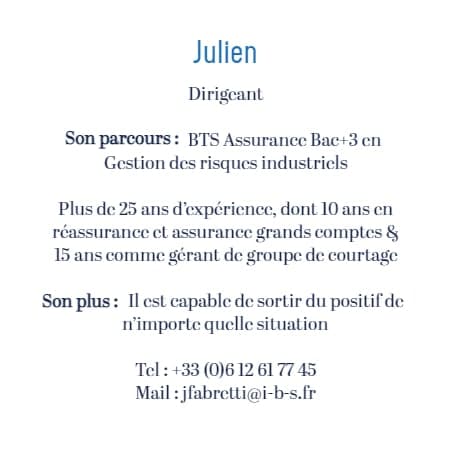 Julien
Dirigeant
Son parcours : BTS Assurance Bac+3 en
Gestion des risques industriels
Plus de 25 ans d’expérience, dont 10 ans en
réassurance et assurance grands comptes &
15 ans comme gérant de groupe de courtage
Son plus : Il est capable de sortir du positif de
n’importe quelle situation
Tel : +33 (0)6 12 61 77 45
Mail : jfabretti@i-b-s.fr